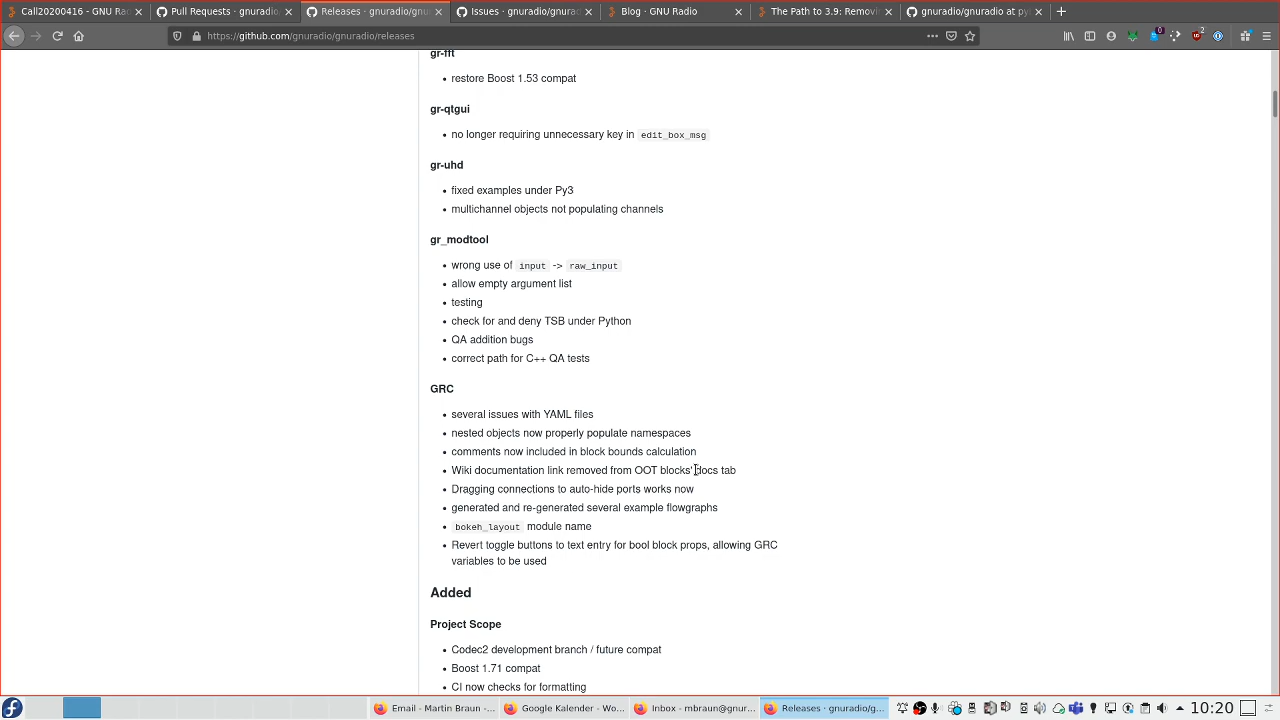 Call20200416 - GNU Ra
Pull Requests · gnuradio
Releases · gnuradio/gnu
Issues · gnuradio/gnura
Blog - GNU Radio
The Path to 3.9: Removi
gnuradio/gnuradio at py
https://github.com/gnuradio/gnuradio/releases
gr-fft
restore Boost 1.53 compat
gr-qtgui
no longer requiring unnecessary key in edit_box_msg
gr-uhd
fixed examples under Py3
multichannel objects not populating channels
gr_modtool
wrong use of input -> raw_input
allow empty argument list
testing
check for and deny TSB under Python
QA addition bugs
correct path for C++ QA tests
GRC
several issues with YAML files
nested objects now properly populate namespaces
comments now included in block bounds calculation
Wiki documentation link removed from OOT blocks' docs tab
Dragging connections to auto-hide ports works now
generated and re-generated several example flowgraphs
bokeh_layout module name
Revert toggle buttons to text entry for bool block props, allowing GRC
variables to be used
Added
Project Scope
Codec2 development branch / future compat
Boost 1.71 compat
CI now checks for formatting
Email - Martin Braun -...
Google Kalender - Wo...
Inbox - mbraun@gnur...
Releases · gnuradio/g...
10:20